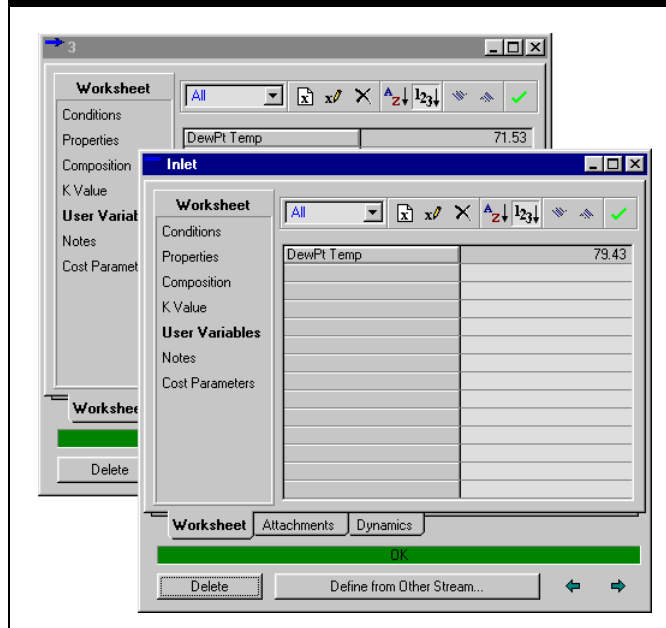 3
Worksheet
Conditions
Properties
Composition
K Value
User Variab
Notes
Cost Paramet
All
DewPt Temp 71.53
Workshee
Delete
Inlet
Worksheet
Conditions
Properties
Composition
K Value
User Variables
Notes
Cost Parameters
All
DewPt Temp 79.43
Worksheet Attachments Dynamics
OK
Delete Define from Other Stream...